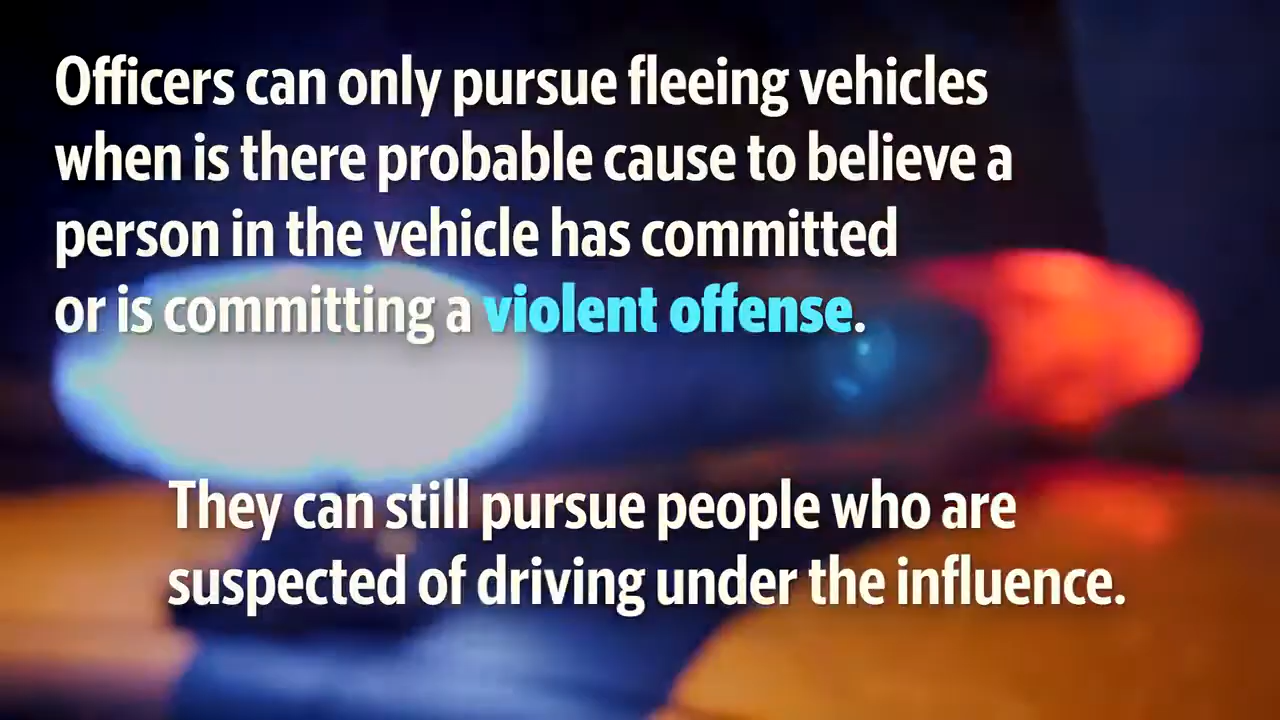 Officers can only pursue fleeing vehicles
when is there probable cause to believe a
person in the vehicle has committed
or is committing a violent offense.
They can still pursue people who are
suspected of driving under the influence.